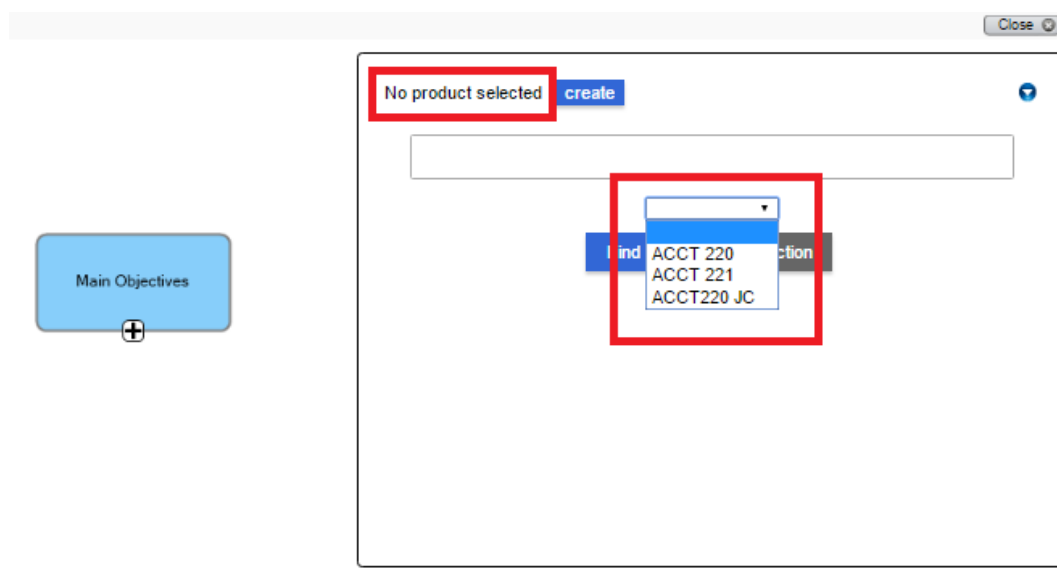 Close
No product selected create
ACCT 220
ACCT 221
ACCT220 JC
Main Objectives